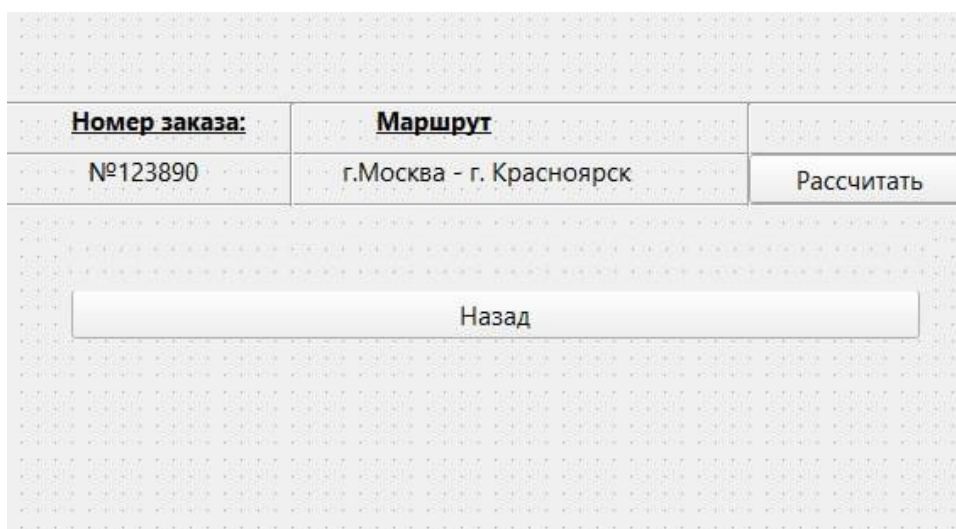 Номер заказа: Маршрут
№123890 г.Москва - г. Красноярск Рассчитать
Назад